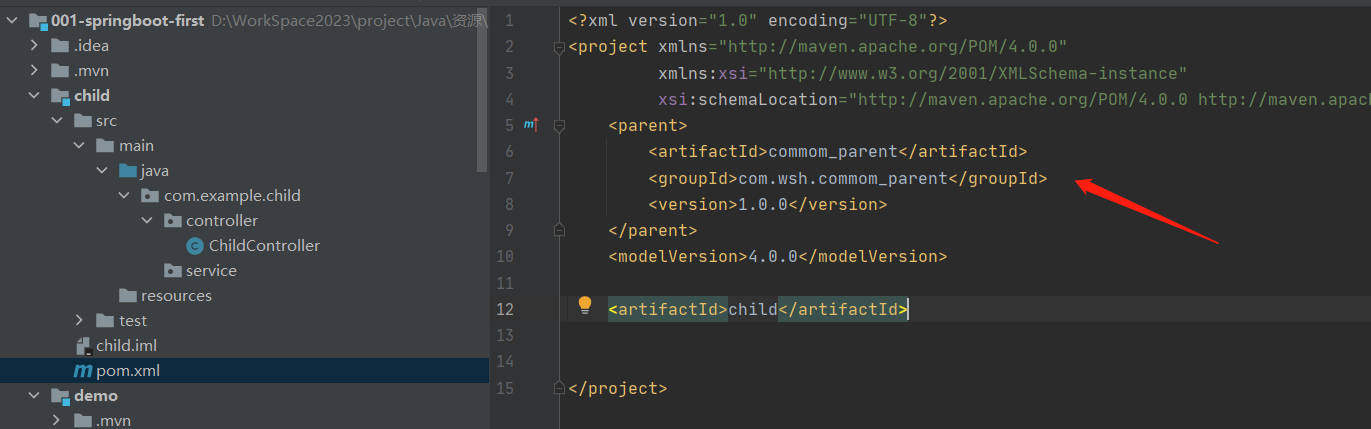 001-springboot-first D:\WorkSpace2023\project\Java\资源\
.idea
.mvn
child
src
main
java
com.example.child
controller
ChildController
service
resources
test
child.iml
pom.xml
demo
.mvn
1 <?xml version="1.0" encoding="UTF-8"?>
2 <project xmlns="http://maven.apache.org/POM/4.0.0"
3 xmlns:xsi="http://www.w3.org/2001/XMLSchema-instance"
4 xsi:schemaLocation="http://maven.apache.org/POM/4.0.0 http://maven.apac
5 <parent>
6 <artifactId>commom_parent</artifactId>
7 <groupId>com.wsh.commom_parent</groupId>
8 <version>1.0.0</version>
9 </parent>
10 <modelVersion>4.0.0</modelVersion>
11
12 <artifactId>child</artifactId>
13
14
15 </project>